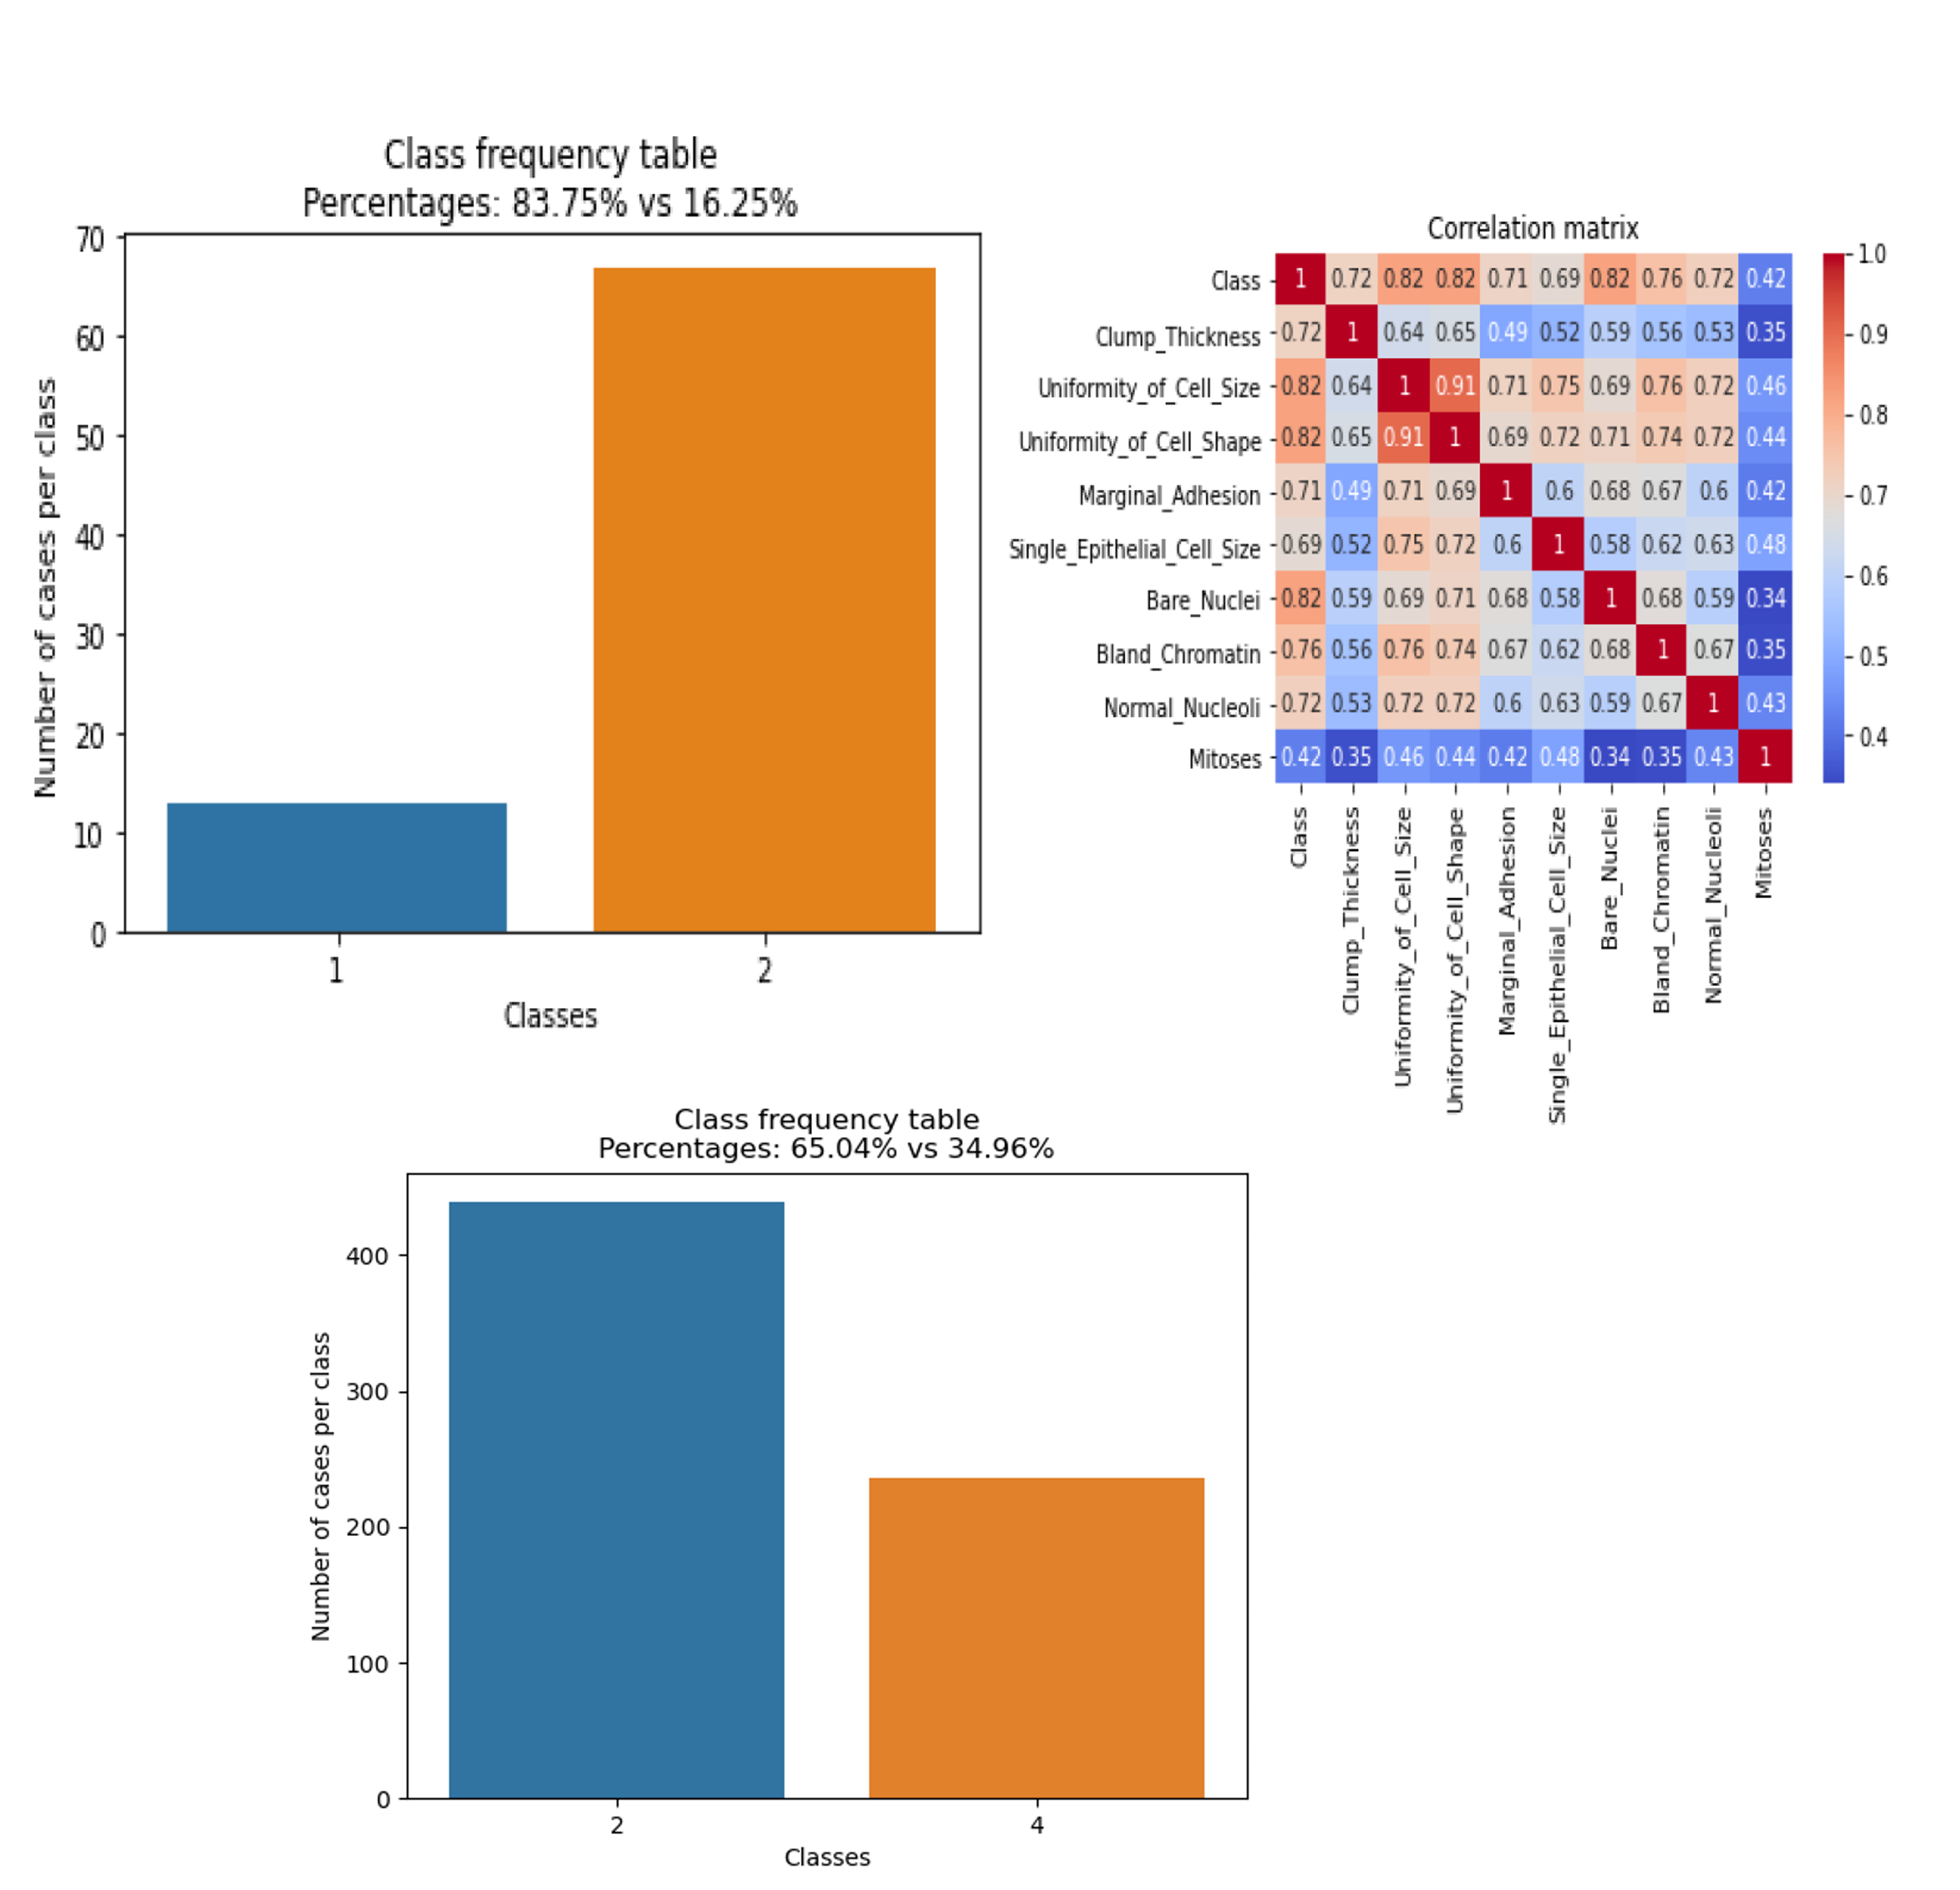 Class frequency table
Percentages: 83.75% vs 16.25%
70
60
50
40
30
20
10
0
Number of cases per class
1 2
Classes
Correlation matrix
Class 1 0.72 0.82 0.82 0.71 0.69 0.82 0.76 0.72 0.42
Clump_Thickness 0.72 1 0.64 0.65 0.49 0.52 0.59 0.56 0.53 0.35
Uniformity_of_Cell_Size 0.82 0.64 1 0.91 0.71 0.75 0.69 0.76 0.72 0.46
Uniformity_of_Cell_Shape 0.82 0.65 0.91 1 0.69 0.72 0.71 0.74 0.72 0.44
Marginal_Adhesion 0.71 0.49 0.71 0.69 1 0.6 0.68 0.67 0.6 0.42
Single_Epithelial_Cell_Size 0.69 0.52 0.75 0.72 0.6 1 0.58 0.62 0.63 0.48
Bare_Nuclei 0.82 0.59 0.69 0.71 0.68 0.58 1 0.68 0.59 0.34
Bland_Chromatin 0.76 0.56 0.76 0.74 0.67 0.62 0.68 1 0.67 0.35
Normal_Nucleoli 0.72 0.53 0.72 0.72 0.6 0.63 0.59 0.67 1 0.43
Mitoses 0.42 0.35 0.46 0.44 0.42 0.48 0.34 0.35 0.43 1
Class
Clump_Thickness
Uniformity_of_Cell_Size
Uniformity_of_Cell_Shape
Marginal_Adhesion
Single_Epithelial_Cell_Size
Bare_Nuclei
Bland_Chromatin
Normal_Nucleoli
Mitoses
1.0
0.9
0.8
0.7
0.6
0.5
0.4
Class frequency table
Percentages: 65.04% vs 34.96%
400
300
200
100
0
Number of cases per class
2 4
Classes